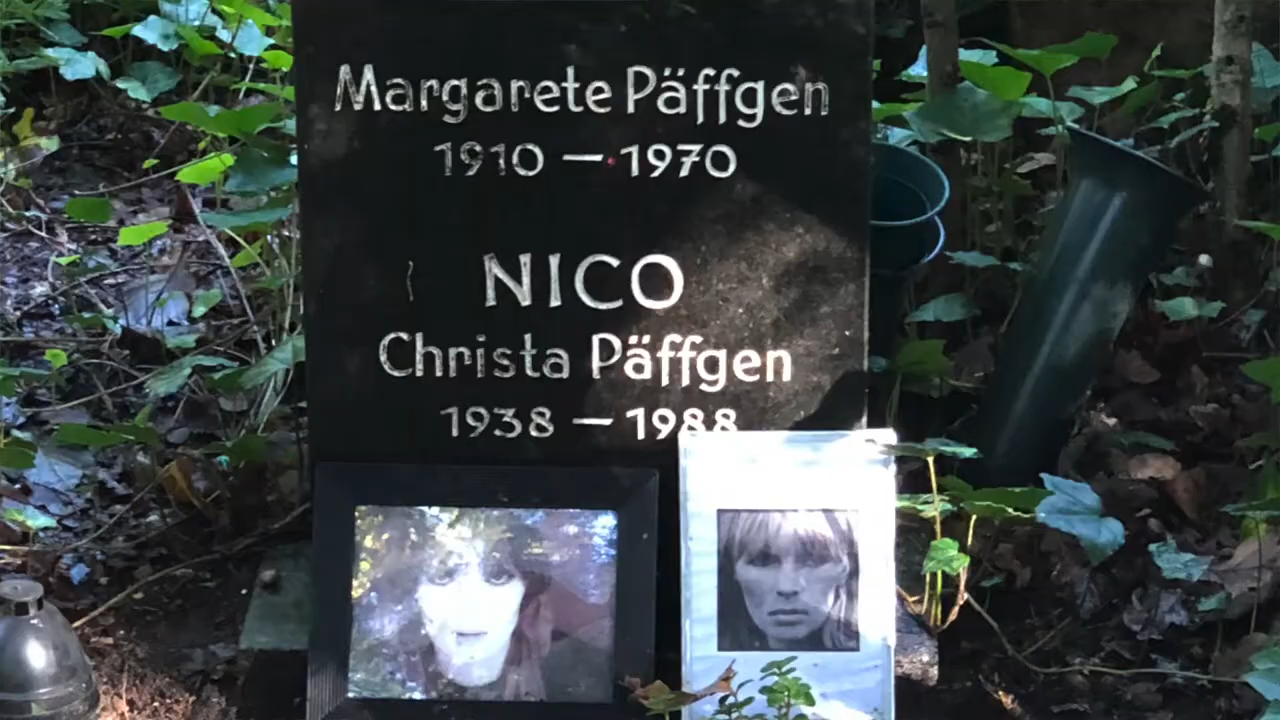 Margarete Päffgen
1910 – 1970
NICO
Christa Päffgen
1938 – 1988